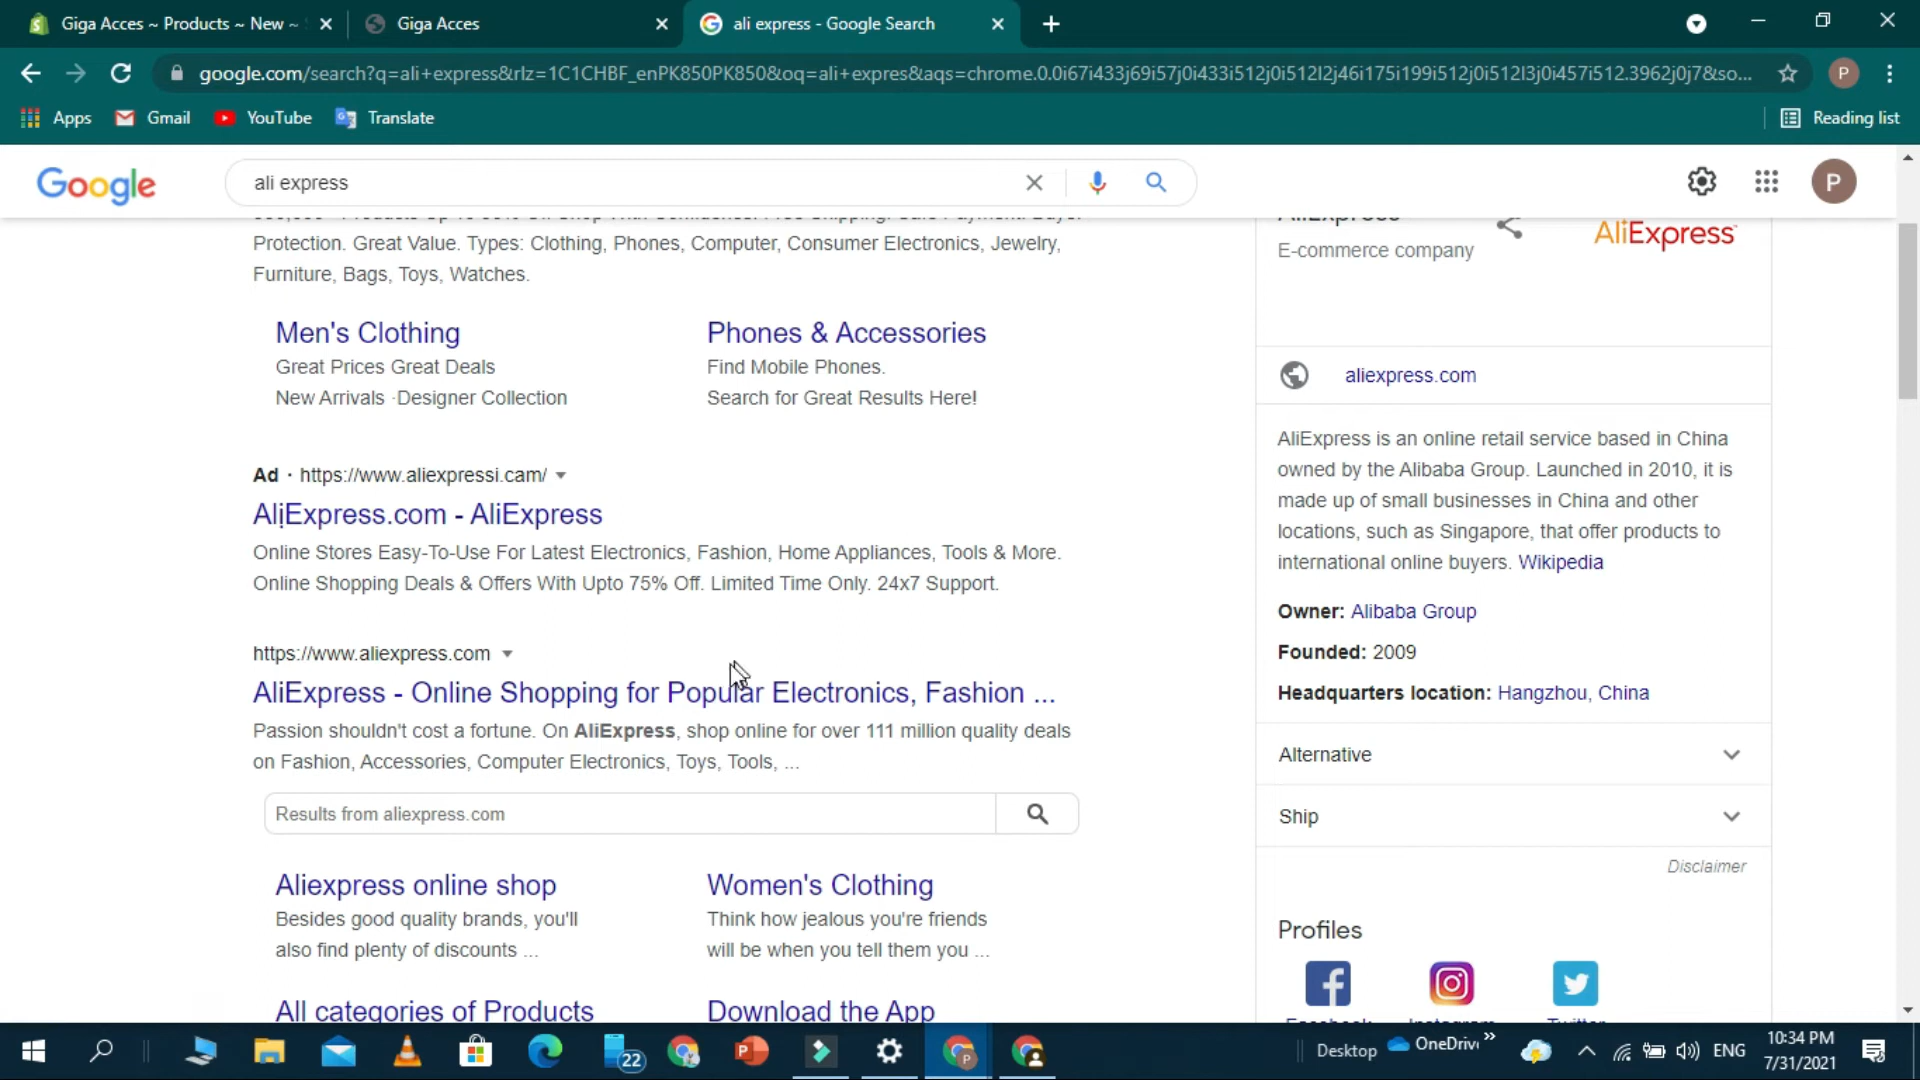 Giga Acces ~ Products ~ New ~
Giga Acces
ali express - Google Search
google.com/search?q=ali+express&rlz=1C1CHBF_enPK850PK850&oq=ali+expres&aqs=chrome.0.0i67i433j69i57j0i433i512j0i512l2j46i175i199i512j0i512l3j0i457i512.3962j0j7&so...
P
Apps
Gmail
YouTube
Translate
Reading list
Google
ali express
P
Protection. Great Value. Types: Clothing, Phones, Computer, Consumer Electronics, Jewelry,
Furniture, Bags, Toys, Watches.
Men's Clothing
Great Prices Great Deals
New Arrivals · Designer Collection
Phones & Accessories
Find Mobile Phones.
Search for Great Results Here!
Ad · https://www.aliexpressi.cam/
AlịExpress.com - AliExpress
Online Stores Easy-To-Use For Latest Electronics, Fashion, Home Appliances, Tools & More.
Online Shopping Deals & Offers With Upto 75% Off. Limited Time Only. 24x7 Support.
https://www.aliexpress.com
AliExpress - Online Shopping for Popular Electronics, Fashion ...
Passion shouldn't cost a fortune. On AliExpress, shop online for over 111 million quality deals
on Fashion, Accessories, Computer Electronics, Toys, Tools, ...
Results from aliexpress.com
Aliexpress online shop
Besides good quality brands, you'll
also find plenty of discounts ...
Women's Clothing
Think how jealous you're friends
will be when you tell them you ...
All categories of Products
Download the App
AliExpress
E-commerce company
AliExpress
aliexpress.com
AliExpress is an online retail service based in China
owned by the Alibaba Group. Launched in 2010, it is
made up of small businesses in China and other
locations, such as Singapore, that offer products to
international online buyers. Wikipedia
Owner: Alibaba Group
Founded: 2009
Headquarters location: Hangzhou, China
Alternative
Ship
Disclaimer
Profiles
Facebook
Instagram
Twitter
22
P
P
Desktop
OneDriv
ENG
10:34 PM
7/31/2021